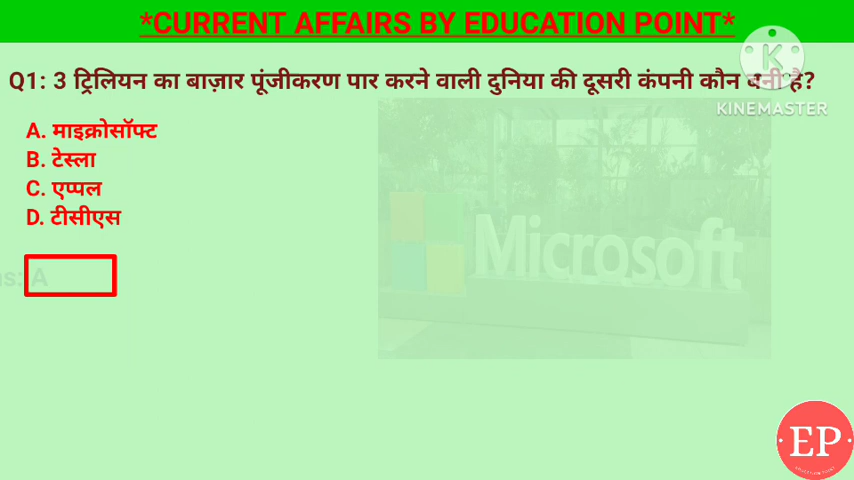 *CURRENT AFFAIRS BY EDUCATION POINT*
Q1: 3 ट्रिलियन का बाज़ार पूंजीकरण पार करने वाली दुनिया की दूसरी कंपनी कौन बनी है?
KINEMASTER
A. माइक्रोसॉफ्ट
B. टेस्ला
C. एप्पल
D. टीसीएस
Microsoft
ns: A
EP